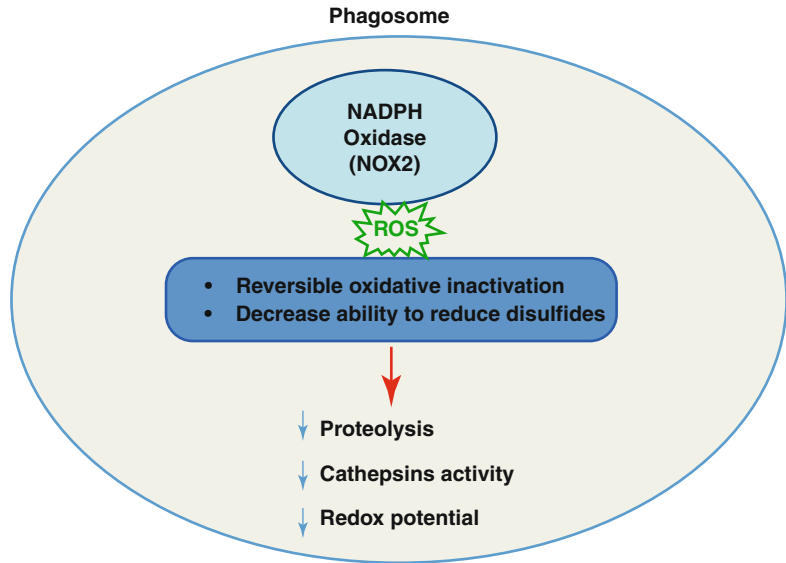 Phagosome
NADPH
Oxidase
(NOX2)
ROS
• Reversible oxidative inactivation
• Decrease ability to reduce disulfides
↓ Proteolysis
↓ Cathepsins activity
↓ Redox potential